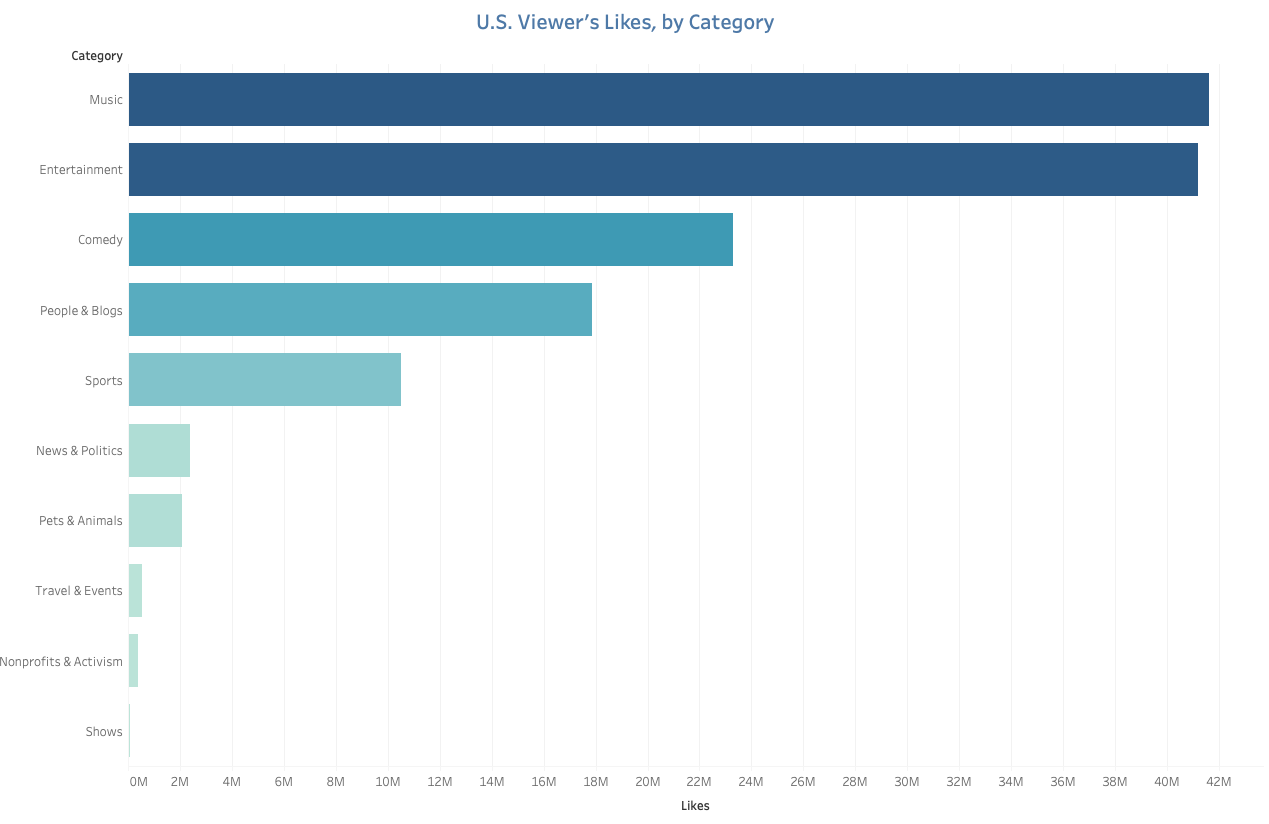 U.S. Viewer’s Likes, by Category
Category
Music
Entertainment
Comedy
People & Blogs
Sports
News & Politics
Pets & Animals
Travel & Events
Nonprofits & Activism
Shows
0M 2M 4M 6M 8M 10M 12M 14M 16M 18M 20M 22M 24M 26M 28M 30M 32M 34M 36M 38M 40M 42M
Likes